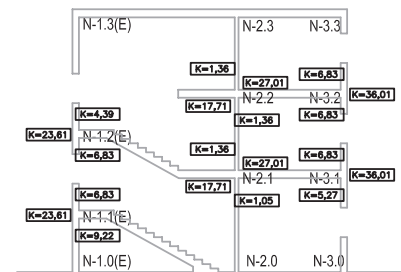 N-1.3(E) N-2.3 N-3.3
K=1,36 K=6,83
K=27,01 K=36,01
K=17,71 N-2.2 N-3.2
K=4,39 K=1,36 K=6,83
K=23,61 N-1.2(E)
K=6,83 K=1,36 K=6,83
K=27,01 K=36,01
K=17,71 N-2.1 N-3.1
K=6,83 K=1,05 K=5,27
K=23,61 N-1.1(E)
K=9,22
N-1.0(E) N-2.0 N-3.0